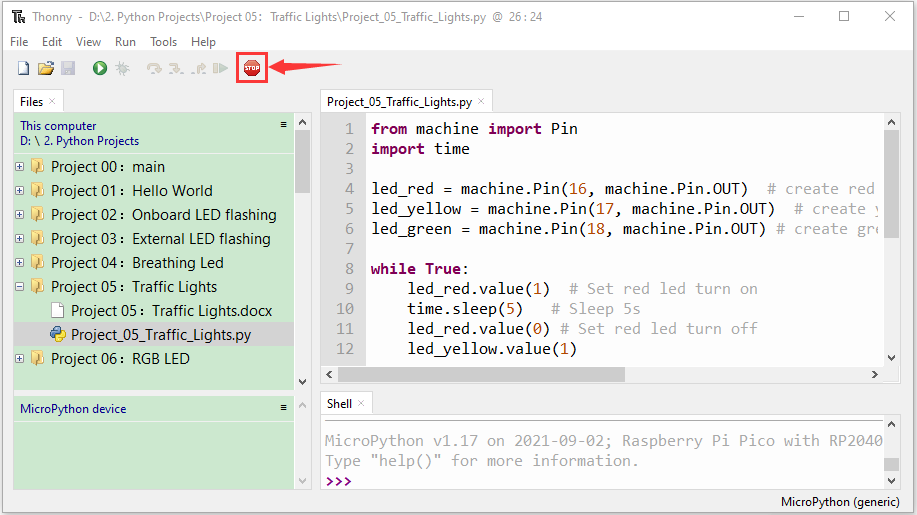 Thonny - D:\2. Python Projects\Project 05：Traffic Lights\Project_05_Traffic_Lights.py @ 26 : 24
File Edit View Run Tools Help
STOP
Files
This computer
D: \ 2. Python Projects
Project 00：main
Project 01：Hello World
Project 02：Onboard LED flashing
Project 03：External LED flashing
Project 04：Breathing Led
Project 05：Traffic Lights
Project 05：Traffic Lights.docx
Project_05_Traffic_Lights.py
Project 06：RGB LED
MicroPython device
Project_05_Traffic_Lights.py
1 from machine import Pin
2 import time
3
4 led_red = machine.Pin(16, machine.Pin.OUT)  # create red
5 led_yellow = machine.Pin(17, machine.Pin.OUT)  # create y
6 led_green = machine.Pin(18, machine.Pin.OUT) # create gre
7
8 while True:
9     led_red.value(1)  # Set red led turn on
10     time.sleep(5)   # Sleep 5s
11     led_red.value(0) # Set red led turn off
12     led_yellow.value(1)
Shell
MicroPython v1.17 on 2021-09-02; Raspberry Pi Pico with RP2040
Type "help()" for more information.
>>>
MicroPython (generic)